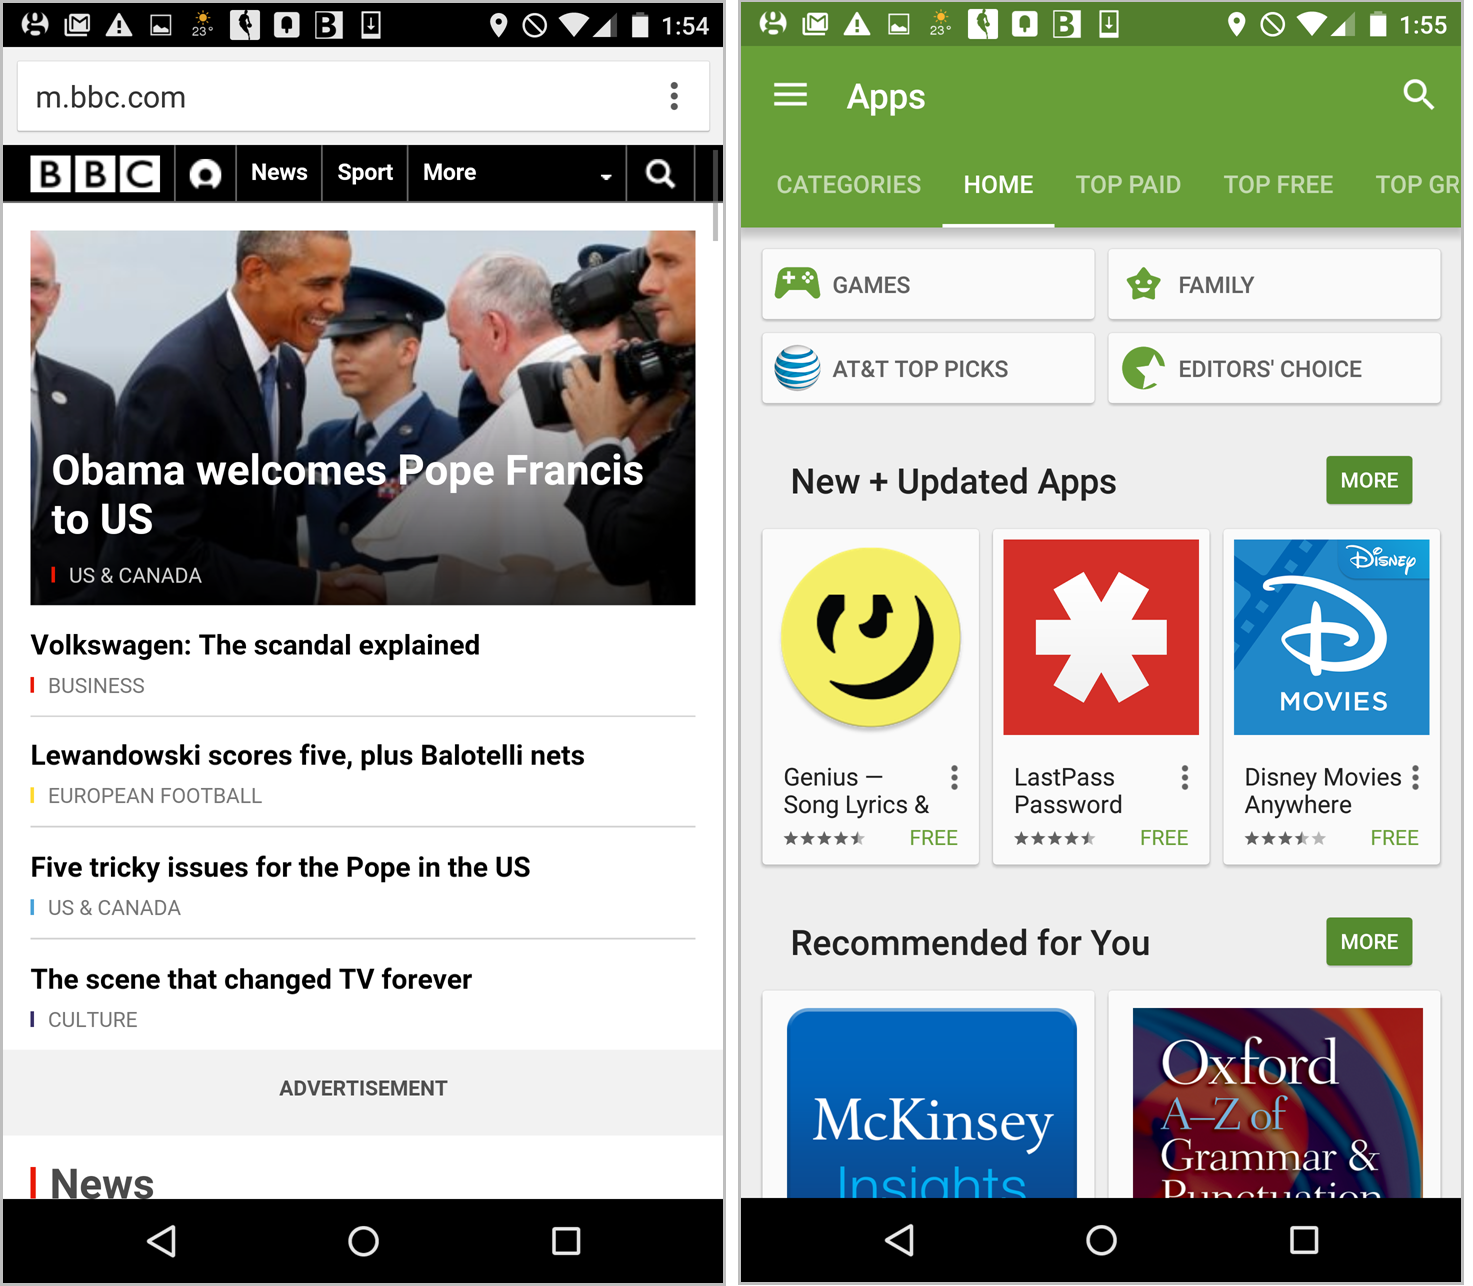 23°
B
1:54
m.bbc.com
BBC
News
Sport
More
Obama welcomes Pope Francis
to US
US & CANADA
Volkswagen: The scandal explained
BUSINESS
Lewandowski scores five, plus Balotelli nets
EUROPEAN FOOTBALL
Five tricky issues for the Pope in the US
US & CANADA
The scene that changed TV forever
CULTURE
ADVERTISEMENT
News
23°
B
1:55
Apps
CATEGORIES
HOME
TOP PAID
TOP FREE
TOP GR
GAMES
FAMILY
AT&T TOP PICKS
EDITORS' CHOICE
New + Updated Apps
MORE
Disney
D
MOVIES
Genius —
Song Lyrics &
FREE
LastPass
Password
FREE
Disney Movies
Anywhere
FREE
Recommended for You
MORE
McKinsey
Insights
Oxford
A–Z of
Grammar &
Punctuation